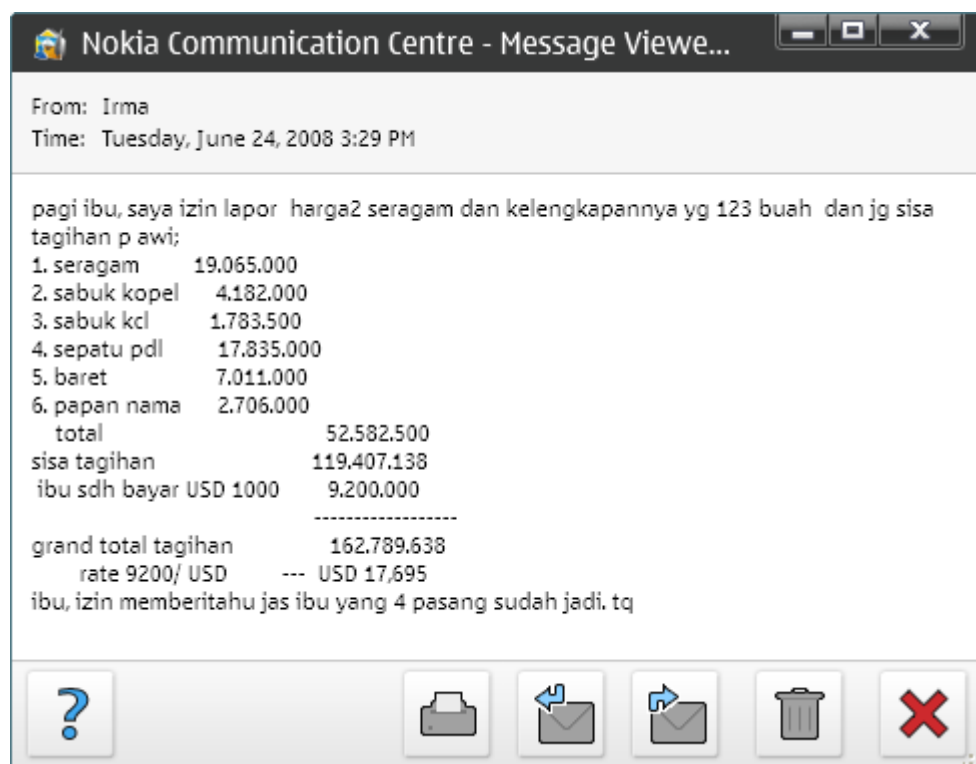 Nokia Communication Centre - Message Viewe...
From: Irma
Time: Tuesday, June 24, 2008 3:29 PM
pagi ibu, saya izin lapor harga2 seragam dan kelengkapannya yg 123 buah dan jg sisa
tagihan p awi;
1. seragam 19.065.000
2. sabuk kopel 4.182.000
3. sabuk kcl 1.783.500
4. sepatu pdl 17.835.000
5. baret 7.011.000
6. papan nama 2.706.000
total 52.582.500
sisa tagihan 119.407.138
ibu sdh bayar USD 1000 9.200.000
------------------
grand total tagihan 162.789.638
rate 9200/ USD --- USD 17,695
ibu, izin memberitahu jas ibu yang 4 pasang sudah jadi. tq